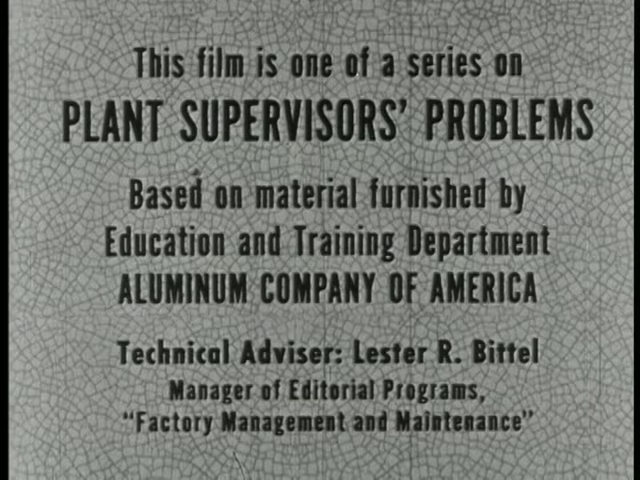 This film is one of a series on
PLANT SUPERVISORS' PROBLEMS
Based on material furnished by
Education and Training Department
ALUMINUM COMPANY OF AMERICA
Technical Adviser: Lester R. Bittel
Manager of Editorial Programs,
"Factory Management and Maintenance"